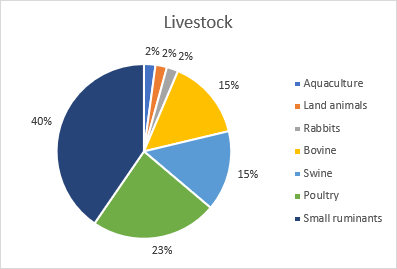 Livestock
2%
2%
2%
15%
15%
23%
40%
Aquaculture
Land animals
Rabbits
Bovine
Swine
Poultry
Small ruminants